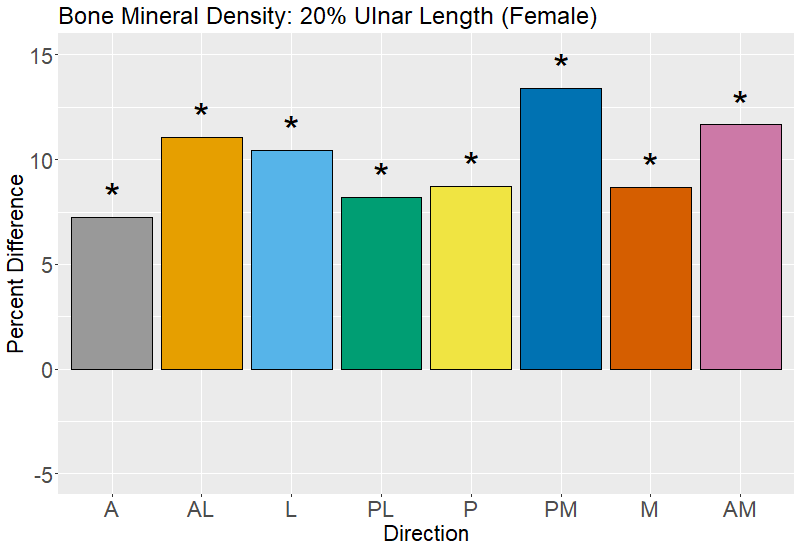 Bone Mineral Density: 20% Ulnar Length (Female)
Percent Difference
15
10
5
0
-5
* * * * * * * *
A AL L PL P PM M AM
Direction